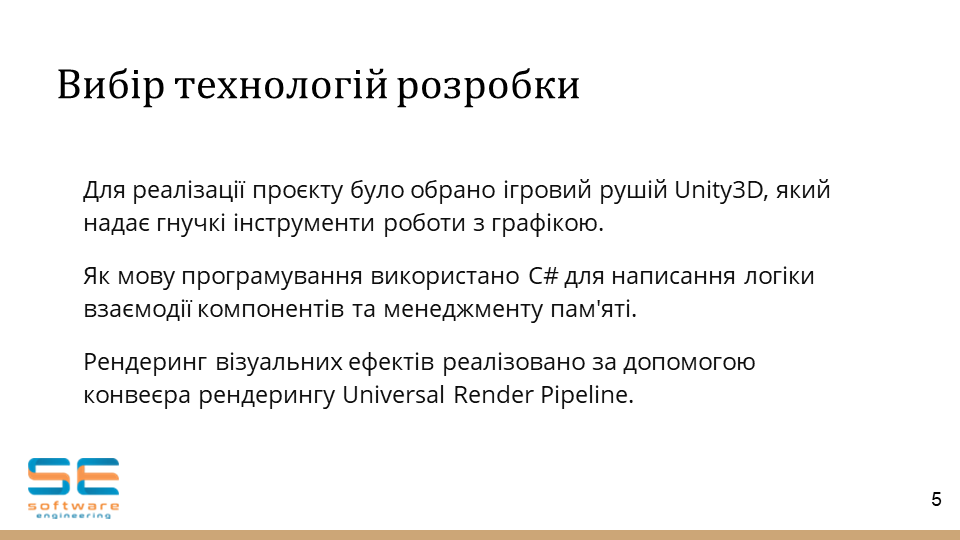 Вибір технологій розробки
Для реалізації проєкту було обрано ігровий рушій Unity3D, який
надає гнучкі інструменти роботи з графікою.
Як мову програмування використано C# для написання логіки
взаємодії компонентів та менеджменту пам'яті.
Рендеринг візуальних ефектів реалізовано за допомогою
конвеєра рендерингу Universal Render Pipeline.
SE
software
engineering
5